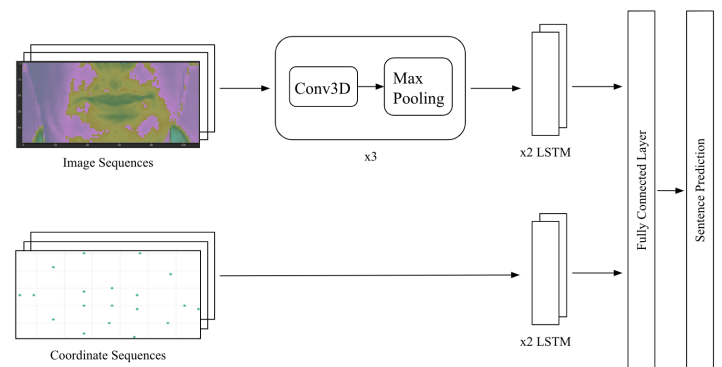 Image Sequences
Conv3D
Max
Pooling
x3
x2 LSTM
Coordinate Sequences
x2 LSTM
Fully Connected Layer
Sentence Prediction